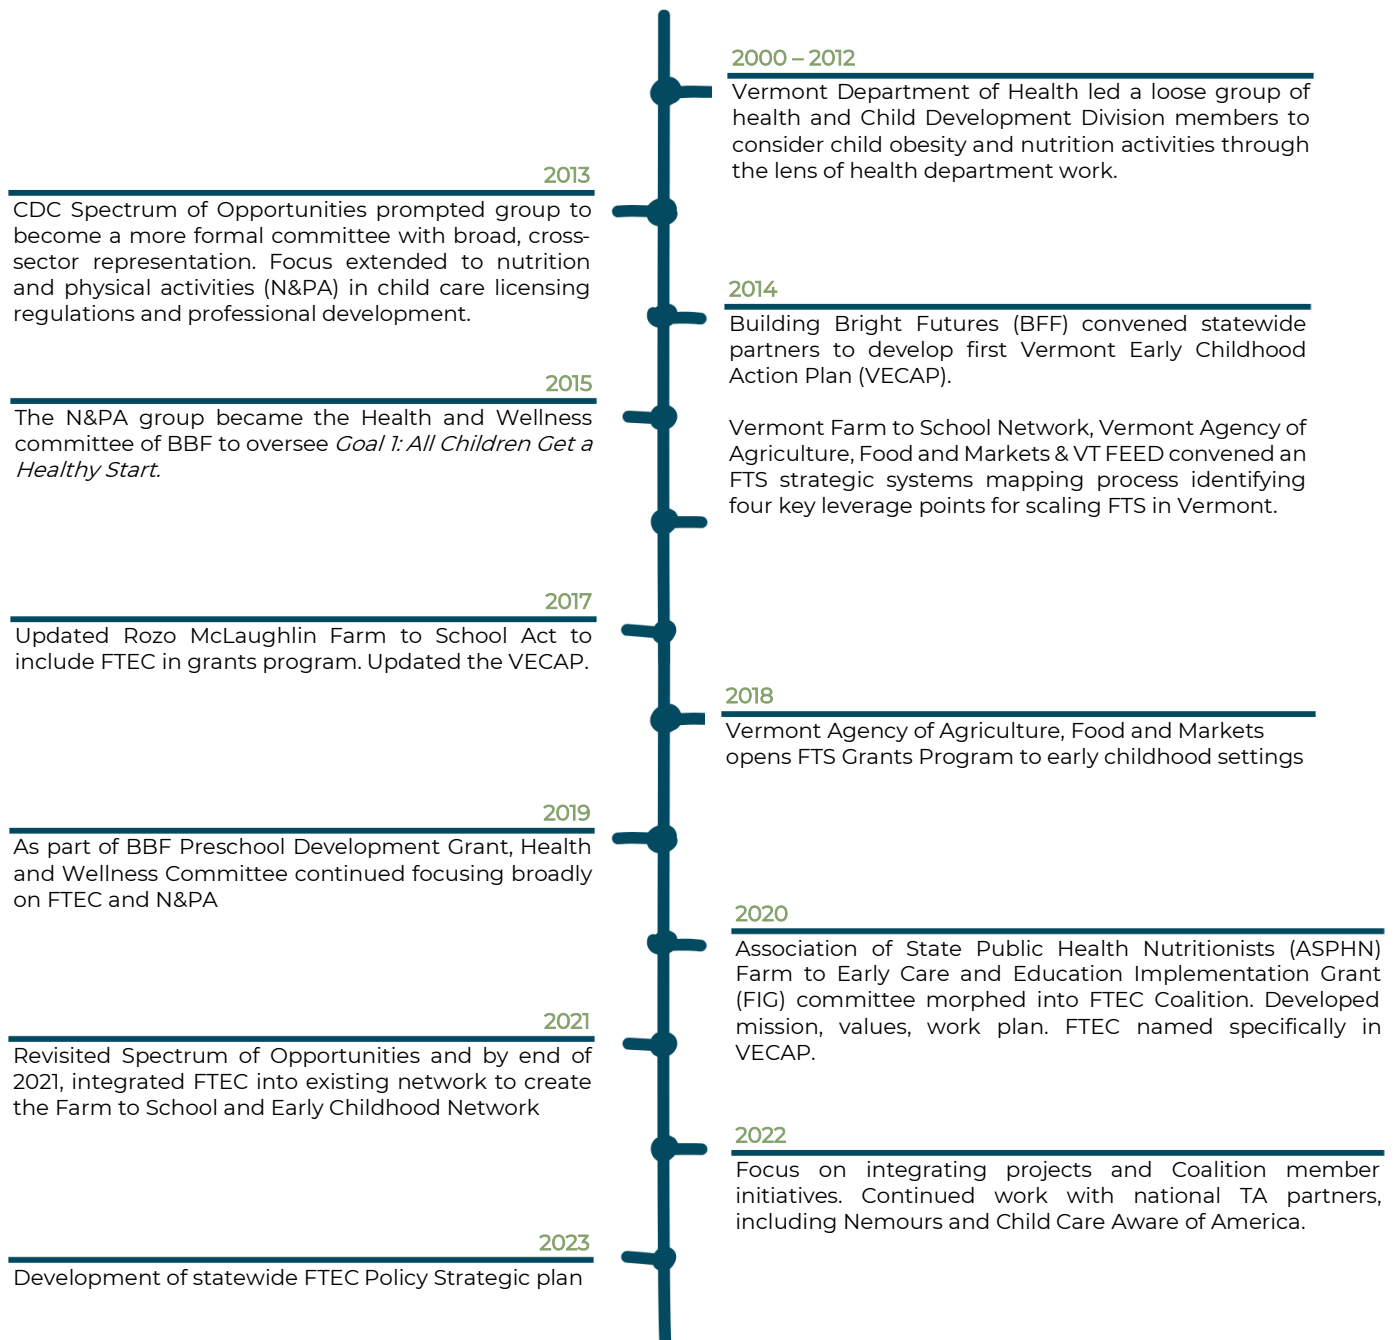 2000 – 2012
Vermont Department of Health led a loose group of
health and Child Development Division members to
consider child obesity and nutrition activities through
the lens of health department work.
2013
CDC Spectrum of Opportunities prompted group to
become a more formal committee with broad, cross-
sector representation. Focus extended to nutrition
and physical activities (N&PA) in child care licensing
regulations and professional development.
2014
Building Bright Futures (BFF) convened statewide
partners to develop first Vermont Early Childhood
Action Plan (VECAP).
Vermont Farm to School Network, Vermont Agency of
Agriculture, Food and Markets & VT FEED convened an
FTS strategic systems mapping process identifying
four key leverage points for scaling FTS in Vermont.
2015
The N&PA group became the Health and Wellness
committee of BBF to oversee Goal 1: All Children Get a
Healthy Start.
2017
Updated Rozo McLaughlin Farm to School Act to
include FTEC in grants program. Updated the VECAP.
2018
Vermont Agency of Agriculture, Food and Markets
opens FTS Grants Program to early childhood settings
2019
As part of BBF Preschool Development Grant, Health
and Wellness Committee continued focusing broadly
on FTEC and N&PA
2020
Association of State Public Health Nutritionists (ASPHN)
Farm to Early Care and Education Implementation Grant
(FIG) committee morphed into FTEC Coalition. Developed
mission, values, work plan. FTEC named specifically in
VECAP.
2021
Revisited Spectrum of Opportunities and by end of
2021, integrated FTEC into existing network to create
the Farm to School and Early Childhood Network
2022
Focus on integrating projects and Coalition member
initiatives. Continued work with national TA partners,
including Nemours and Child Care Aware of America.
2023
Development of statewide FTEC Policy Strategic plan